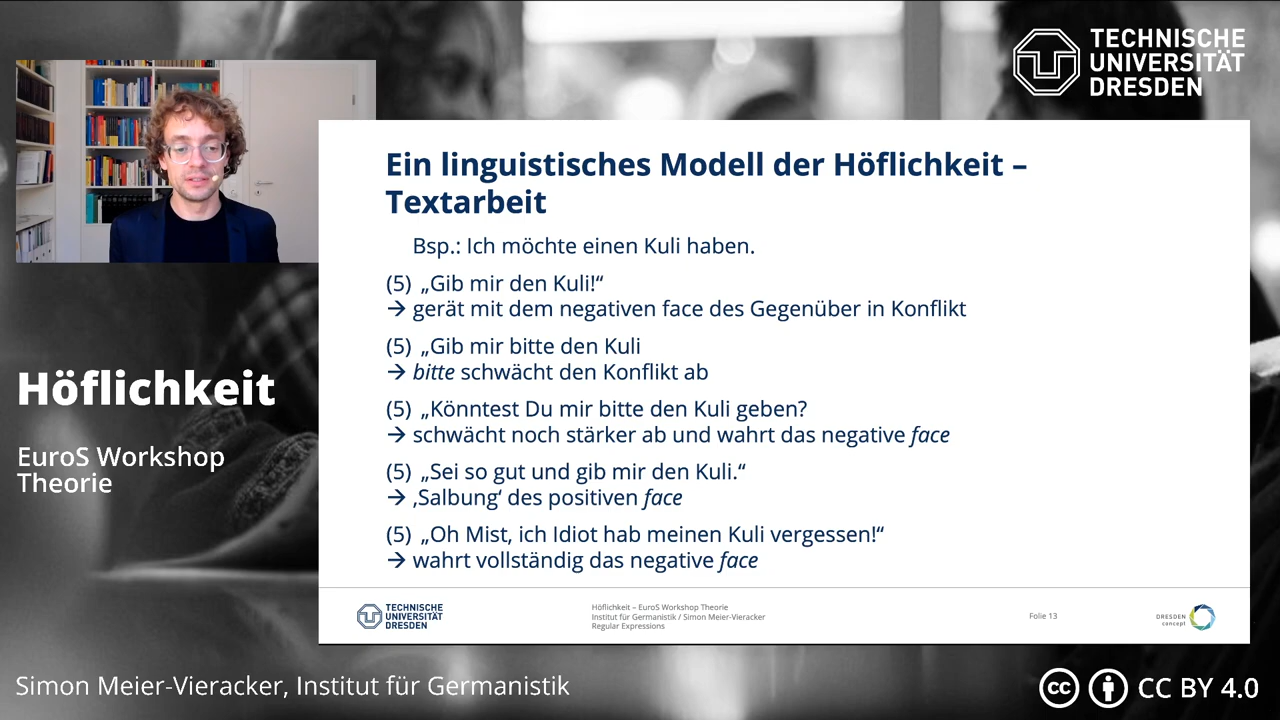 TECHNISCHE
UNIVERSITÄT
DRESDEN
Ein linguistisches Modell der Höflichkeit –
Textarbeit
Bsp.: Ich möchte einen Kuli haben.
(5) „Gib mir den Kuli!“
→ gerät mit dem negativen face des Gegenüber in Konflikt
(5) „Gib mir bitte den Kuli
→ bitte schwächt den Konflikt ab
(5) „Könntest Du mir bitte den Kuli geben?
→ schwächt noch stärker ab und wahrt das negative face
(5) „Sei so gut und gib mir den Kuli.“
→ ‚Salbung‘ des positiven face
(5) „Oh Mist, ich Idiot hab meinen Kuli vergessen!“
→ wahrt vollständig das negative face
TECHNISCHE
UNIVERSITÄT
DRESDEN
Höflichkeit – EuroS Workshop Theorie
Institut für Germanistik / Simon Meier-Vieracker
Regular Expressions
Folie 13
DRESDEN
concept
Höflichkeit
EuroS Workshop
Theorie
Simon Meier-Vieracker, Institut für Germanistik
cc CC BY 4.0